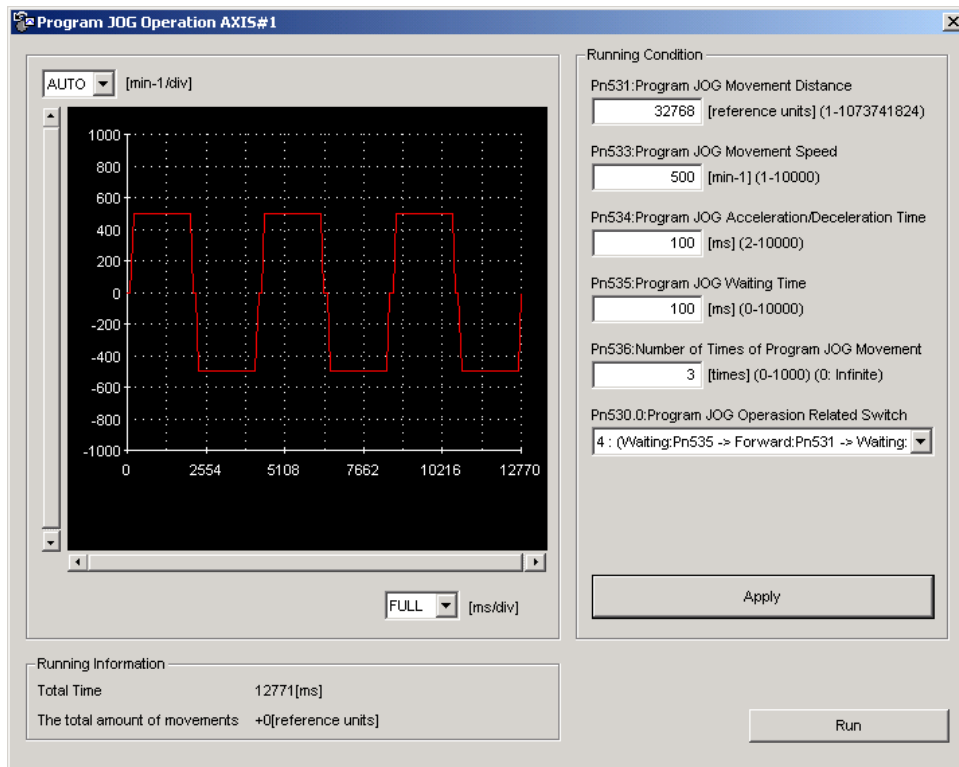 Program JOG Operation AXIS#1
AUTO [min-1/div]
1000
800
600
400
200
0
-200
-400
-600
-800
-1000
0 2554 5108 7662 10216 12770
FULL [ms/div]
Running Condition
Pn531:Program JOG Movement Distance
32768 [reference units] (1-1073741824)
Pn533:Program JOG Movement Speed
500 [min-1] (1-10000)
Pn534:Program JOG Acceleration/Deceleration Time
100 [ms] (2-10000)
Pn535:Program JOG Waiting Time
100 [ms] (0-10000)
Pn536:Number of Times of Program JOG Movement
3 [times] (0-1000) (0: Infinite)
Pn530.0:Program JOG Operasion Related Switch
4 : (Waiting:Pn535 -> Forward:Pn531 -> Waiting:
Apply
Running Information
Total Time 12771[ms]
The total amount of movements +0[reference units]
Run